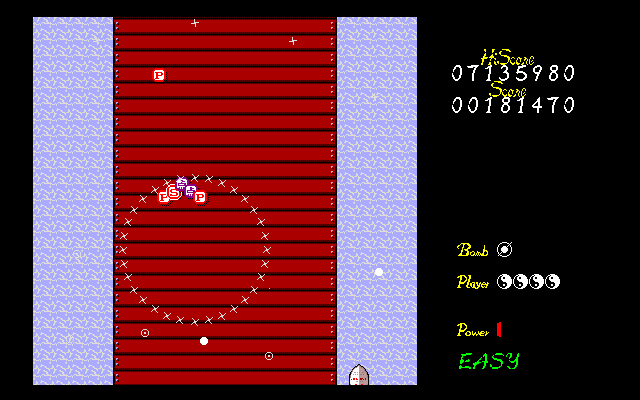 HiScore
07135980
Score
00181470
P
S
P P
Bomb
Player
Power
EASY